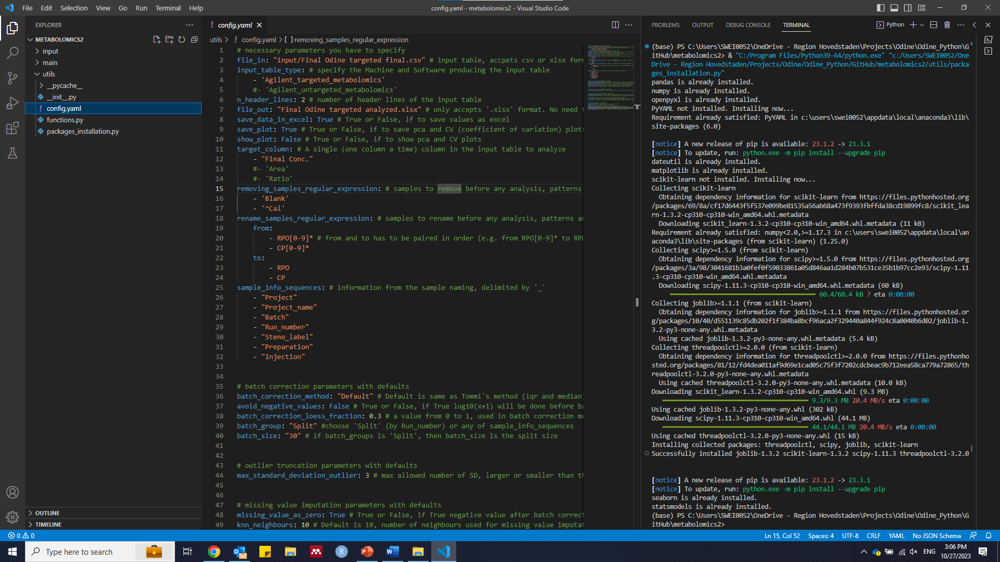 File Edit Selection View Go Run Terminal Help
config.yaml - metabolomics2 - Visual Studio Code
EXPLORER
METABOLOMICS2
input
main
utils
__pycache__
__init__.py
! config.yaml
functions.py
packages_installation.py
OUTLINE
TIMELINE
! config.yaml
utils > ! config.yaml > [ ] removing_samples_regular_expression
1 # necessary parameters you have to specify
2 file_in: "input/Final Odine targeted final.csv" # input table, accpets csv or xlsx form
3 input_table_type: # specify the Machine and Software producing the input table
4 - 'Agilent_targeted_metabolomics'
5 #- 'Agilent_untargeted_metabolomics'
6 n_header_lines: 2 # number of header lines of the input table
7 file_out: "Final Odine targeted analyzed.xlsx" # only accepts '.xlsx' format. No need t
8 save_data_in_excel: True # True or False, if to save values as excel
9 save_plot: True # True or False, if to save pca and CV (coefficient of variation) plots
10 show_plot: False # True or False, if to show pca and CV plots
11 target_column: # A single (one column a time) column in the input table to analyze
12 - "Final Conc."
13 #- 'Area'
14 #- 'Ratio'
15 removing_samples_regular_expression: # samples to remove before any analysis, patterns
16 - 'Blank'
17 - '^Cal'
18 rename_samples_regular_expression: # samples to rename before any analysis, patterns ar
19 from:
20 - RPO[0-9]* # from and to has to be paired in order (e.g. from RPO[0-9]* to RPO
21 - CP[0-9]*
22 to:
23 - RPO
24 - CP
25 sample_info_sequences: # information from the sample naming, delimited by '_'
26 - "Project"
27 - "Project_name"
28 - "Batch"
29 - "Run_number"
30 - "Steno_label"
31 - "Preparation"
32 - "Injection"
33
34
35 # batch correction parameters with defaults
36 batch_correction_method: "Default" # Default is same as Tommi's method (iqr and median)
37 avoid_negative_values: False # True or False, if True log10(x+1) will be done before ba
38 batch_correction_loess_fraction: 0.3 # a value from 0 to 1, used in batch correction me
39 batch_group: "Split" #choose 'Split' (by Run_number) or any of sample_info_sequences
40 batch_size: "30" # if batch_groups is 'Split', then batch_size is the split size
41
42
43 # outlier truncation parameters with defaults
44 max_standard_deviation_outlier: 3 # max allowed number of SD, larger or smaller than th
45
46
47 # missing value imputation parameters with defaults
48 missing_value_as_zero: True # True or False, if True negative value after batch correct
49 knn_neighbours: 10 # Default is 10, number of neighbours used for missing value imputat
PROBLEMS OUTPUT DEBUG CONSOLE TERMINAL Python
(base) PS C:\Users\SWEI0052\OneDrive - Region Hovedstaden\Projects\Odine\Odine_Python\G
itHub\metabolomics2> & "C:/Program Files/Python39-64/python.exe" "c:/Users/SWEI0052/One
Drive - Region Hovedstaden/Projects/Odine/Odine_Python/GitHub/metabolomics2/utils/packa
ges_installation.py"
pandas is already installed.
numpy is already installed.
openpyxl is already installed.
PyYAML not installed. Installing now...
Requirement already satisfied: PyYAML in c:\users\swei0052\appdata\local\anaconda3\lib\
site-packages (6.0)
[notice] A new release of pip is available: 23.1.2 -> 23.3.1
[notice] To update, run: python.exe -m pip install --upgrade pip
dateutil is already installed.
matplotlib is already installed.
scikit-learn not installed. Installing now...
Collecting scikit-learn
Obtaining dependency information for scikit-learn from https://files.pythonhosted.org
/packages/69/8a/cf17d6443f5f537e099be81535a56ab68a473f9393fbffda38cd19899fc8/scikit_lea
rn-1.3.2-cp310-cp310-win_amd64.whl.metadata
Downloading scikit_learn-1.3.2-cp310-cp310-win_amd64.whl.metadata (11 kB)
Requirement already satisfied: numpy<2.0,>=1.17.3 in c:\users\swei0052\appdata\local\an
aconda3\lib\site-packages (from scikit-learn) (1.25.0)
Collecting scipy>=1.5.0 (from scikit-learn)
Obtaining dependency information for scipy>=1.5.0 from https://files.pythonhosted.org
/packages/3a/98/3041681b3a0fef0f59033861a05d846aa1d284b07b531ce35b1b97cc2e93/scipy-1.11
.3-cp310-cp310-win_amd64.whl.metadata
Downloading scipy-1.11.3-cp310-cp310-win_amd64.whl.metadata (60 kB)
60.4/60.4 kB ? eta 0:00:00
Collecting joblib>=1.1.1 (from scikit-learn)
Obtaining dependency information for joblib>=1.1.1 from https://files.pythonhosted.or
g/packages/10/40/d551139c85db202f1f384ba8bcf96aca2f329440a844f924c8a0040b6d02/joblib-1.
3.2-py3-none-any.whl.metadata
Using cached joblib-1.3.2-py3-none-any.whl.metadata (5.4 kB)
Collecting threadpoolctl>=2.0.0 (from scikit-learn)
Obtaining dependency information for threadpoolctl>=2.0.0 from https://files.pythonho
sted.org/packages/81/12/fd4dea011af9d69e1cad05c75f3f7202cdcbeac9b712eea58ca779a72865/th
readpoolctl-3.2.0-py3-none-any.whl.metadata
Using cached threadpoolctl-3.2.0-py3-none-any.whl.metadata (10.0 kB)
Downloading scikit_learn-1.3.2-cp310-cp310-win_amd64.whl (9.3 MB)
9.3/9.3 MB 20.4 MB/s eta 0:00:00
Using cached joblib-1.3.2-py3-none-any.whl (302 kB)
Downloading scipy-1.11.3-cp310-cp310-win_amd64.whl (44.1 MB)
44.1/44.1 MB 20.4 MB/s eta 0:00:00
Using cached threadpoolctl-3.2.0-py3-none-any.whl (15 kB)
Installing collected packages: threadpoolctl, scipy, joblib, scikit-learn
Successfully installed joblib-1.3.2 scikit-learn-1.3.2 scipy-1.11.3 threadpoolctl-3.2.0
[notice] A new release of pip is available: 23.1.2 -> 23.3.1
[notice] To update, run: python.exe -m pip install --upgrade pip
seaborn is already installed.
statsmodels is already installed.
(base) PS C:\Users\SWEI0052\OneDrive - Region Hovedstaden\Projects\Odine\Odine_Python\G
itHub\metabolomics2>
0 0 Ln 15, Col 52 Spaces: 4 UTF-8 CRLF YAML No JSON Schema
Type here to search
ENG
3:06 PM
10/27/2023